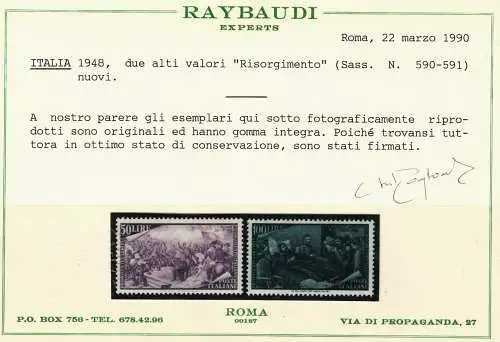 RAYBAUDI
EXPERTS
Roma, 22 marzo 1990
ITALIA 1948, due alti valori "Risorgimento" (Sass. N. 590-591)
nuovi.
A nostro parere gli esemplari qui sotto fotograficamente ripro-
dotti sono originali ed hanno gomma integra. Poiché trovansi tut-
tora in ottimo stato di conservazione, sono stati firmati.
50 LIRE
100 LIRE
POSTE
ITALIANE
ROMA
00187
P.O. BOX 756 - TEL. 678.42.96
VIA DI PROPAGANDA, 27